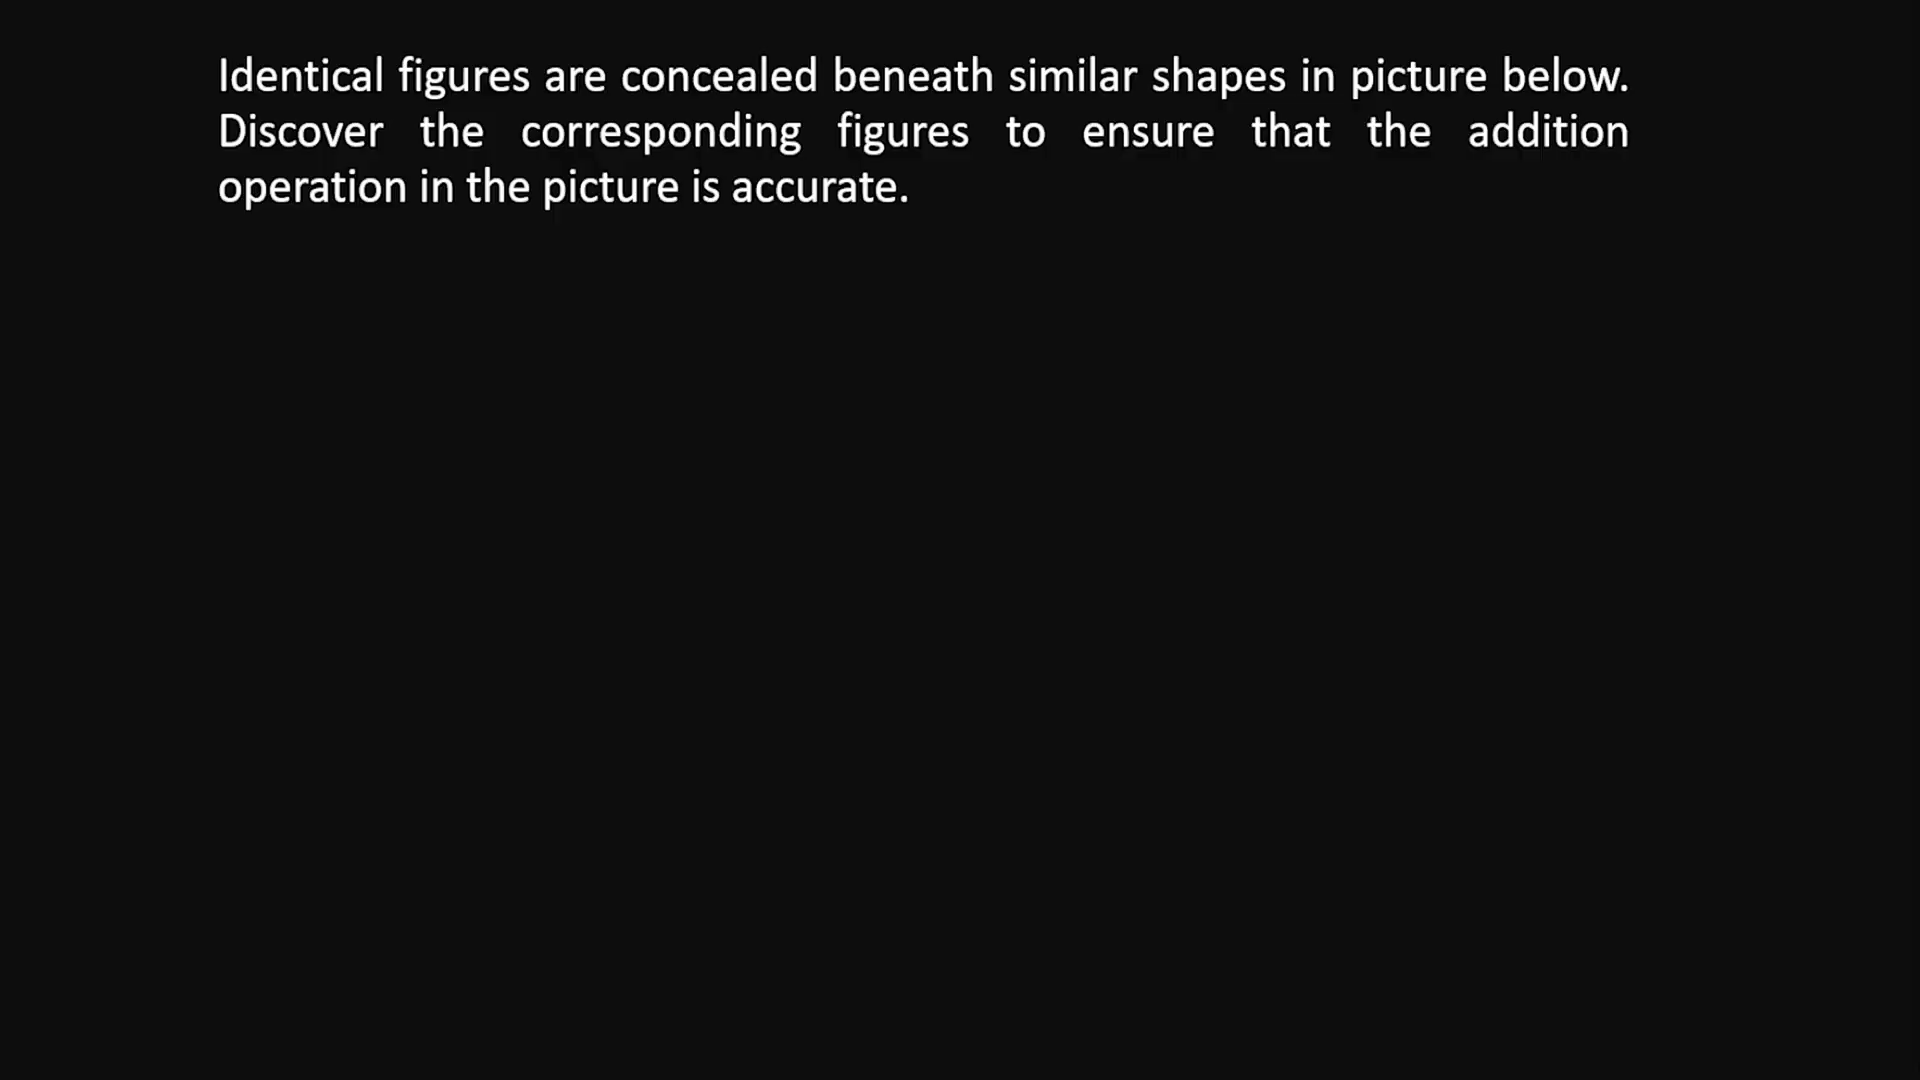 Identical figures are concealed beneath similar shapes in picture below.
Discover the corresponding figures to ensure that the addition
operation in the picture is accurate.